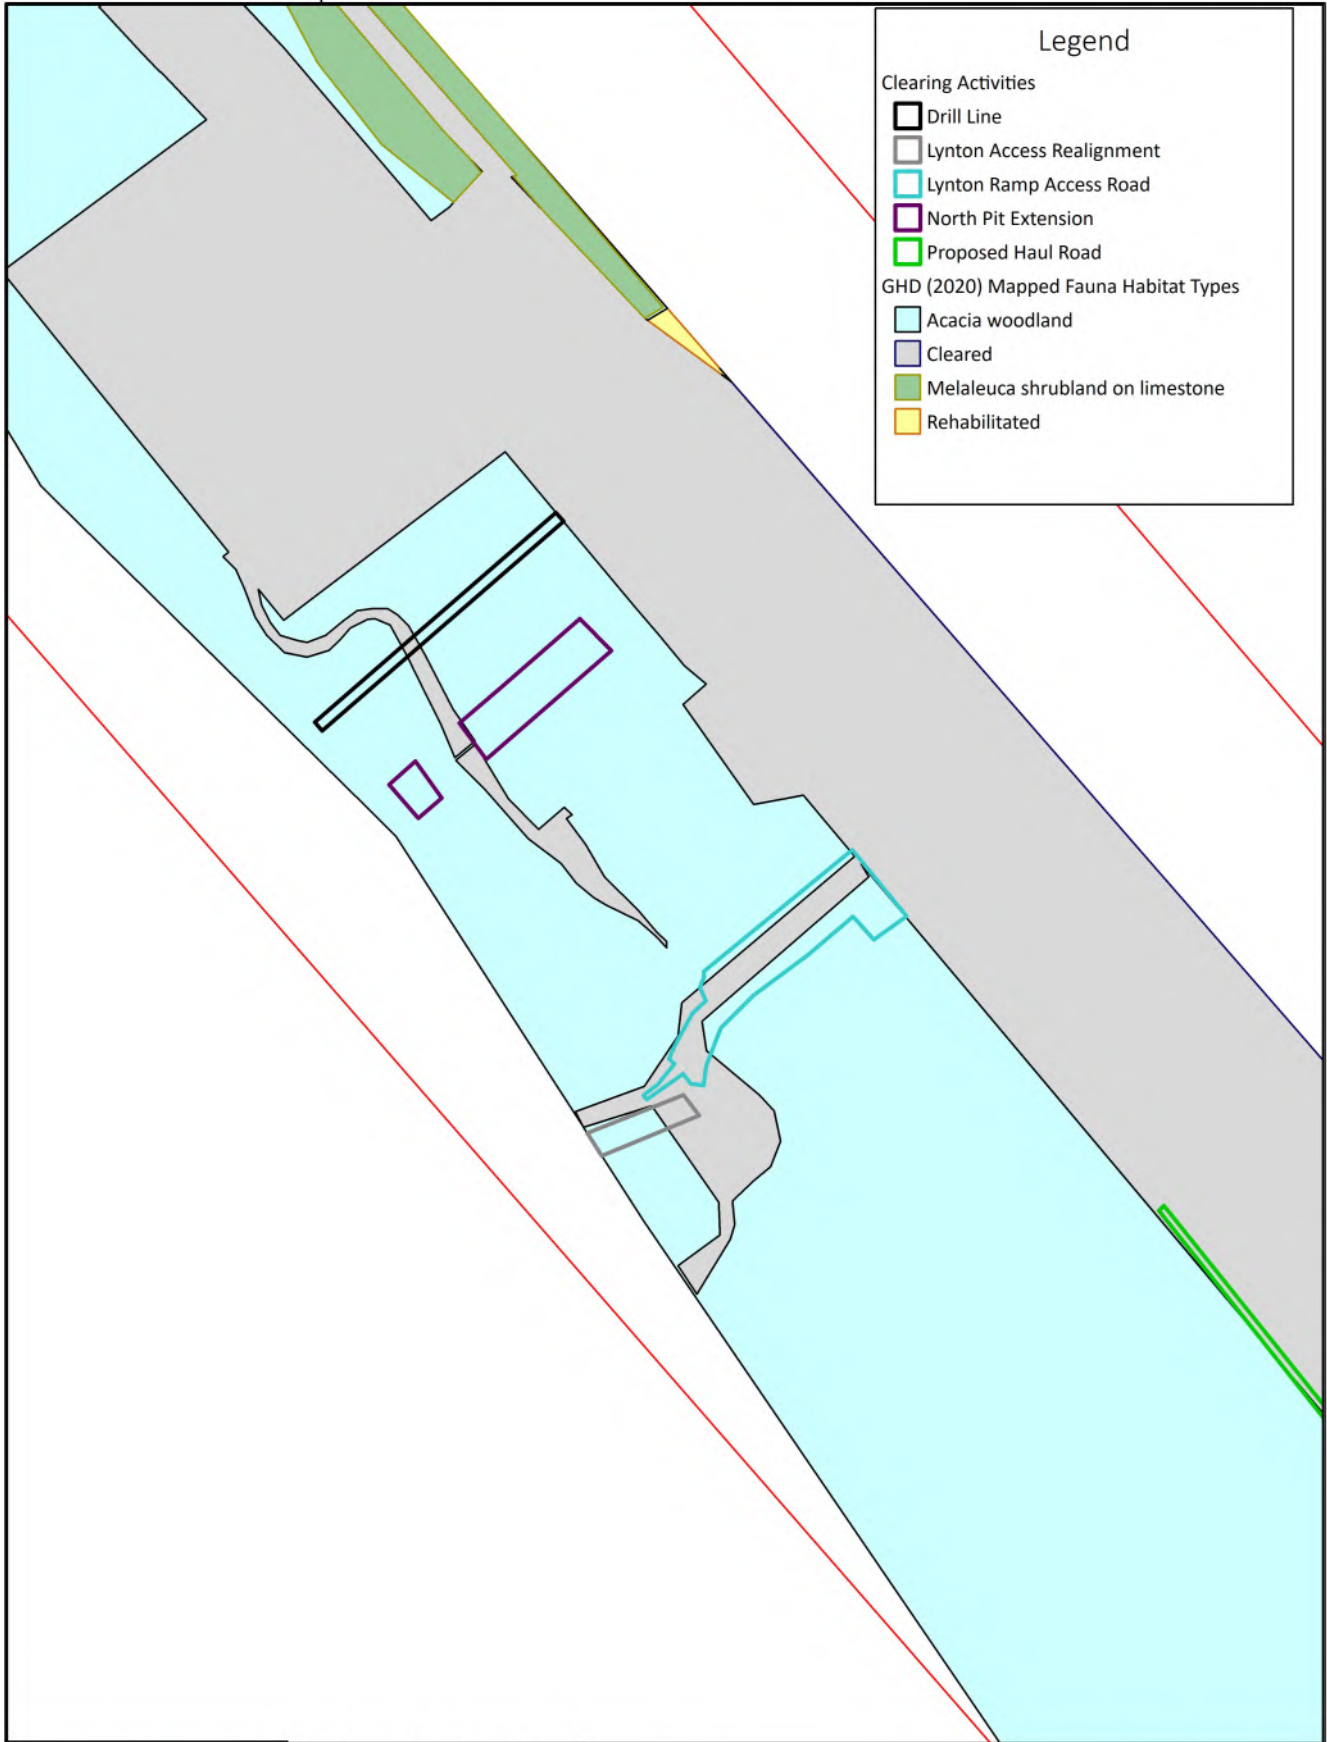 Legend
Clearing Activities
Drill Line
Lynton Access Realignment
Lynton Ramp Access Road
North Pit Extension
Proposed Haul Road
GHD (2020) Mapped Fauna Habitat Types
Acacia woodland
Cleared
Melaleuca shrubland on limestone
Rehabilitated